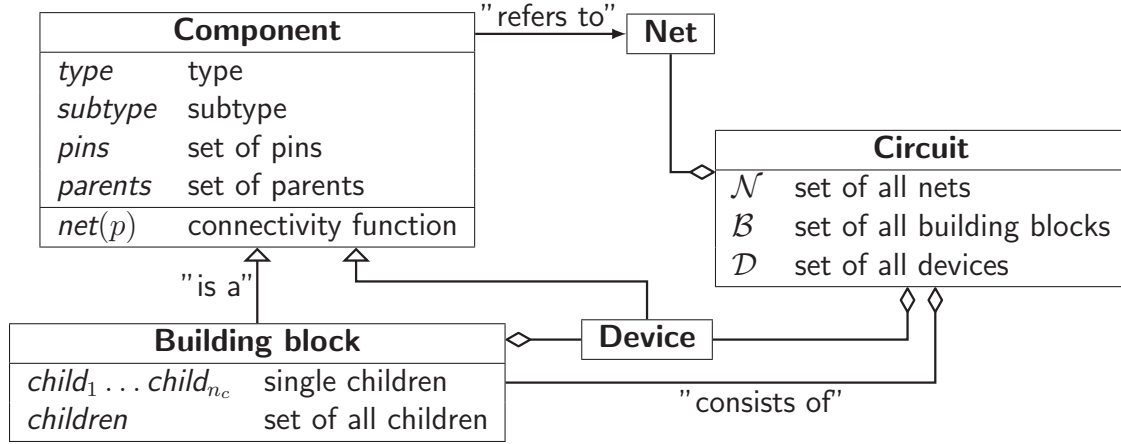 "refers to"
Component
Net
type type
subtype subtype
pins set of pins
parents set of parents
net(p) connectivity function
Circuit
𝒩 set of all nets
ℬ set of all building blocks
𝒟 set of all devices
"is a"
Device
Building block
child₁ … child_{n_c} single children
children set of all children
"consists of"